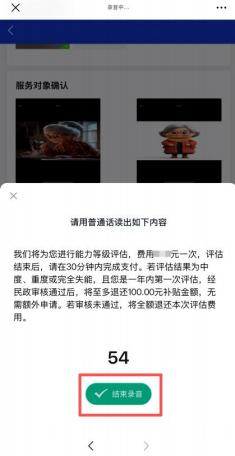 录音中...
服务对象确认
请用普通话读出如下内容
我们将为您进行能力等级评估，费用 元一次，评估
结束后，请在30分钟内完成支付。若评估结果为中
度、重度或完全失能，且您是一年内第一次评估，经
民政审核通过后，将至多退还100.00元补贴金额，无
需额外申请。若审核未通过，将全额退还本次评估费
用。
54
结束录音